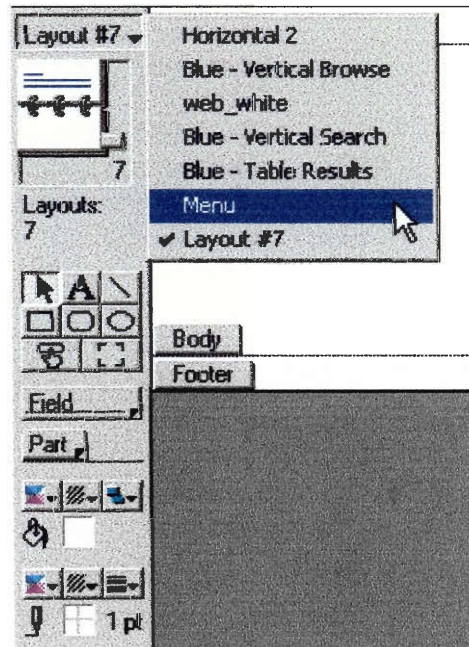 Layout #7
Horizontal 2
Blue - Vertical Browse
web_white
Blue - Vertical Search
Blue - Table Results
Menu
Layout #7
7
Layouts:
7
A
Body
Footer
Field
Part
1 pt